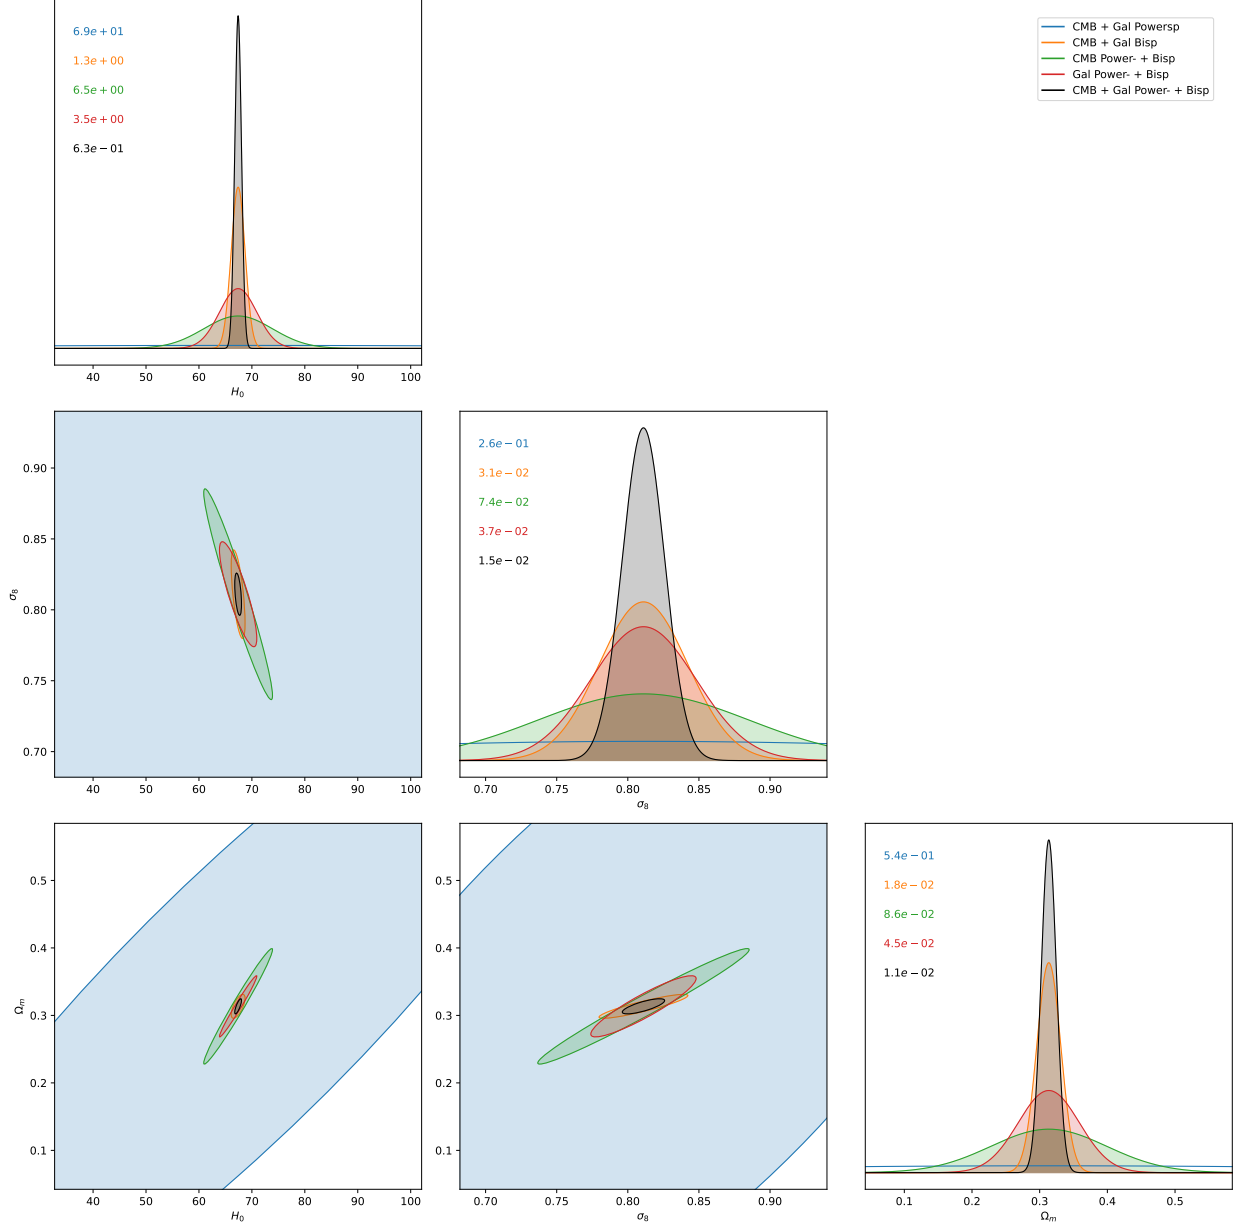 6.9e + 01
1.3e + 00
6.5e + 00
3.5e + 00
6.3e − 01
CMB + Gal Powersp
CMB + Gal Bisp
CMB Power- + Bisp
Gal Power- + Bisp
CMB + Gal Power- + Bisp
40 50 60 70 80 90 100
H₀
0.90
0.85
0.80
0.75
0.70
σ₈
40 50 60 70 80 90 100
2.6e − 01
3.1e − 02
7.4e − 02
3.7e − 02
1.5e − 02
0.70 0.75 0.80 0.85 0.90
σ₈
0.5
0.4
0.3
0.2
0.1
Ωₘ
40 50 60 70 80 90 100
H₀
0.5
0.4
0.3
0.2
0.1
0.70 0.75 0.80 0.85 0.90
σ₈
5.4e − 01
1.8e − 02
8.6e − 02
4.5e − 02
1.1e − 02
0.1 0.2 0.3 0.4 0.5
Ωₘ